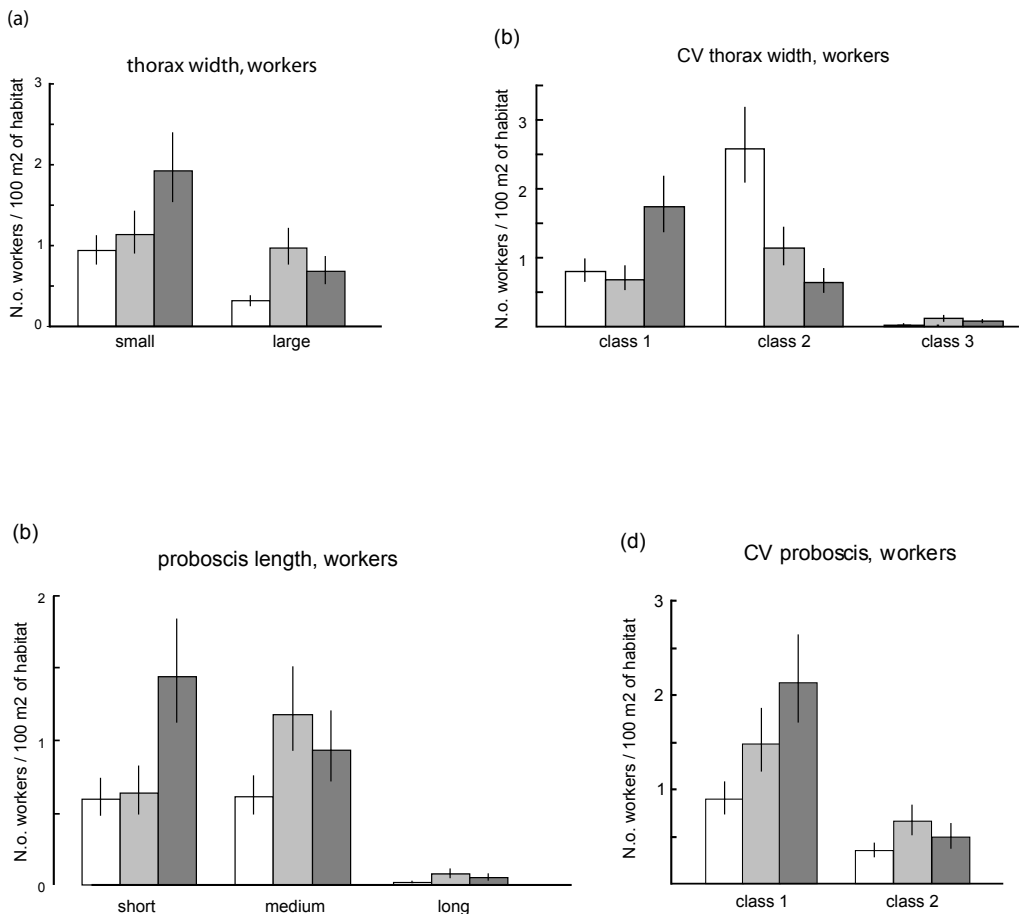 (a)
thorax width, workers
N.o. workers / 100 m2 of habitat
3
2
1
0
small large
(b)
CV thorax width, workers
N.o. workers / 100 m2 of habitat
3
2
1
class 1 class 2 class 3
(b)
proboscis length, workers
N.o. workers / 100 m2 of habitat
2
1
0
short medium long
(d)
CV proboscis, workers
N.o. workers / 100 m2 of habitat
3
2
1
class 1 class 2